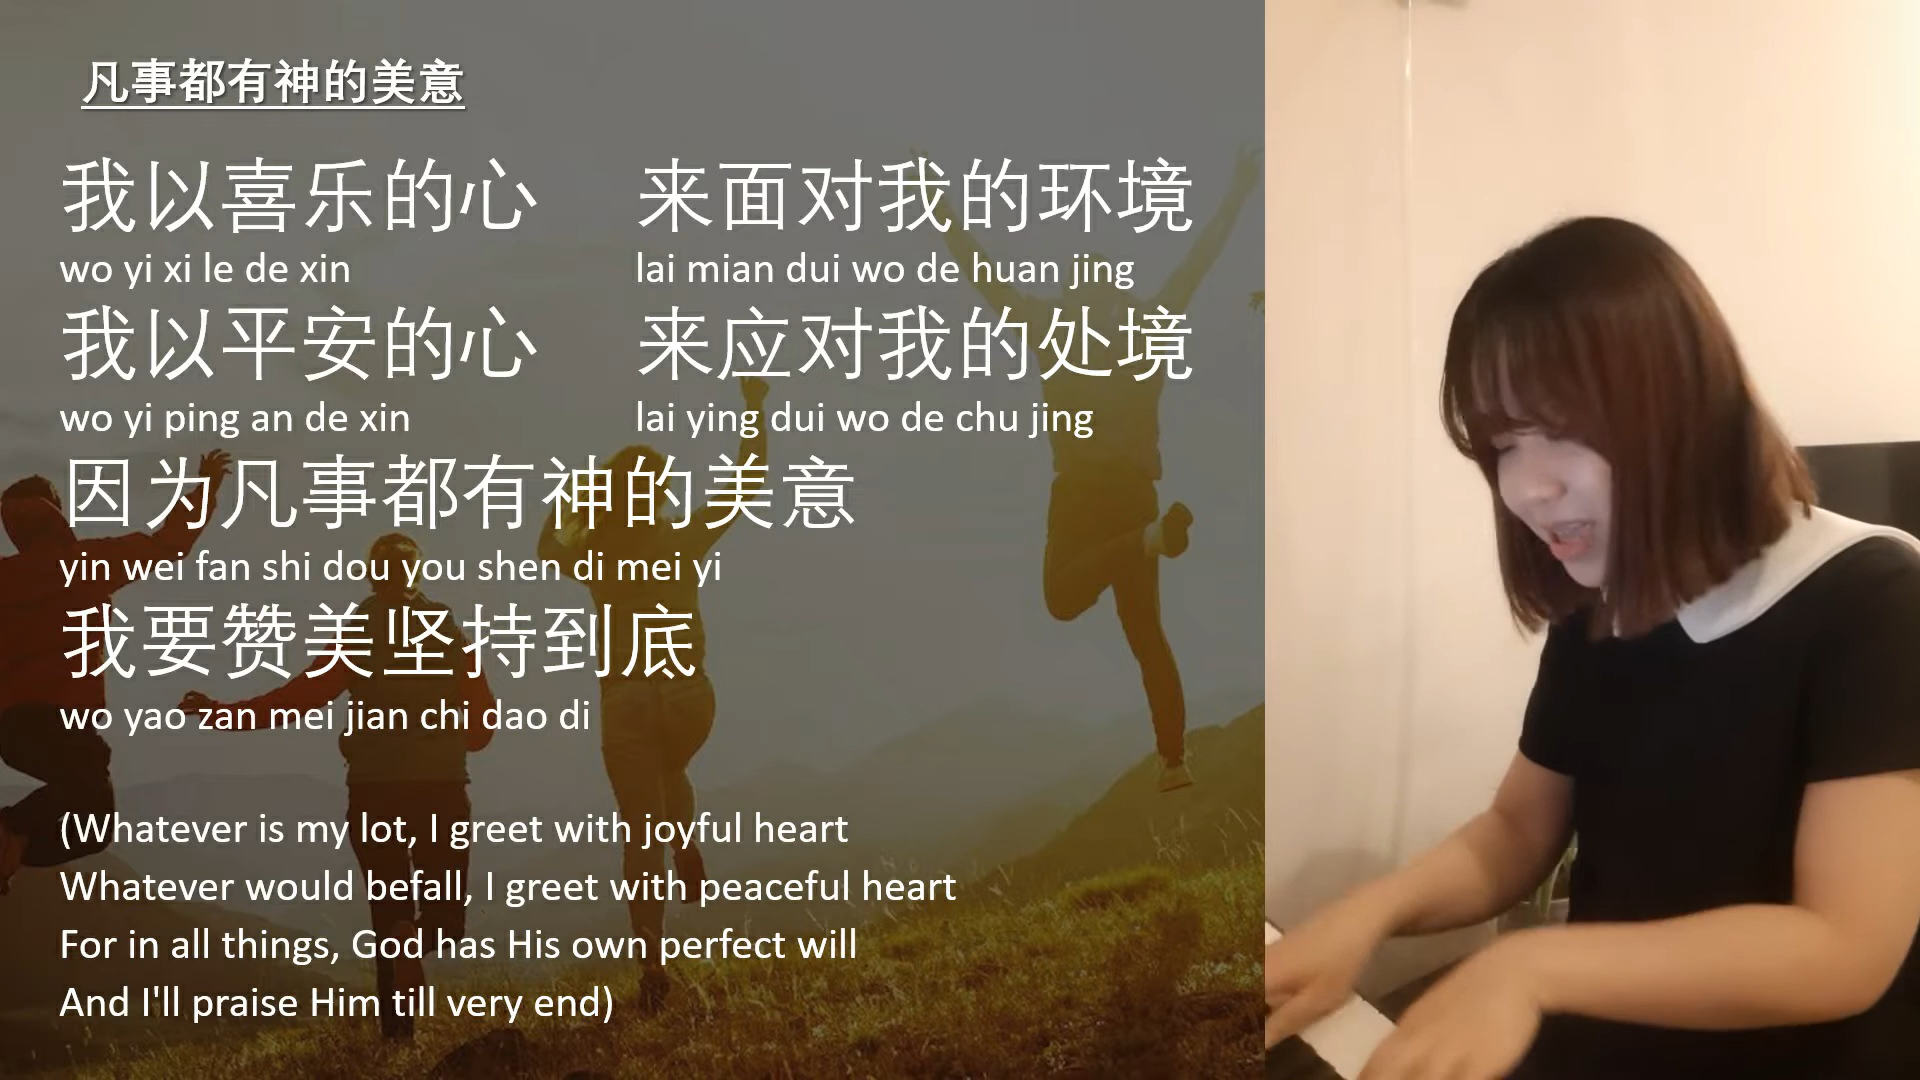 凡事都有神的美意
我以喜乐的心 来面对我的环境
wo yi xi le de xin lai mian dui wo de huan jing
我以平安的心 来应对我的处境
wo yi ping an de xin lai ying dui wo de chu jing
因为凡事都有神的美意
yin wei fan shi dou you shen di mei yi
我要赞美坚持到底
wo yao zan mei jian chi dao di
(Whatever is my lot, I greet with joyful heart
Whatever would befall, I greet with peaceful heart
For in all things, God has His own perfect will
And I'll praise Him till very end)